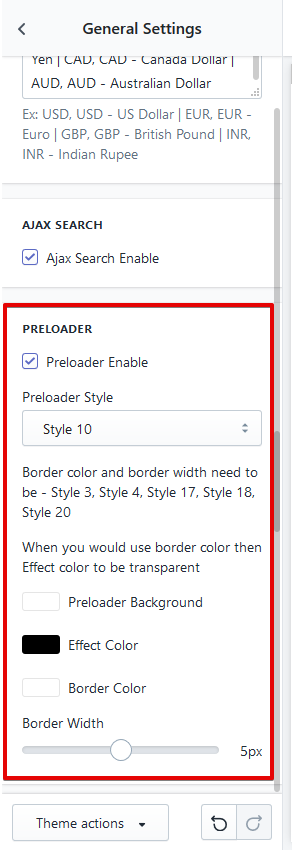 General Settings
Yen | CAD, CAD - Canada Dollar |
AUD, AUD - Australian Dollar
Ex: USD, USD - US Dollar | EUR, EUR -
Euro | GBP, GBP - British Pound | INR,
INR - Indian Rupee
AJAX SEARCH
Ajax Search Enable
PRELOADER
Preloader Enable
Preloader Style
Style 10
Border color and border width need to
be - Style 3, Style 4, Style 17, Style 18,
Style 20
When you would use border color then
Effect color to be transparent
Preloader Background
Effect Color
Border Color
Border Width
5px
Theme actions